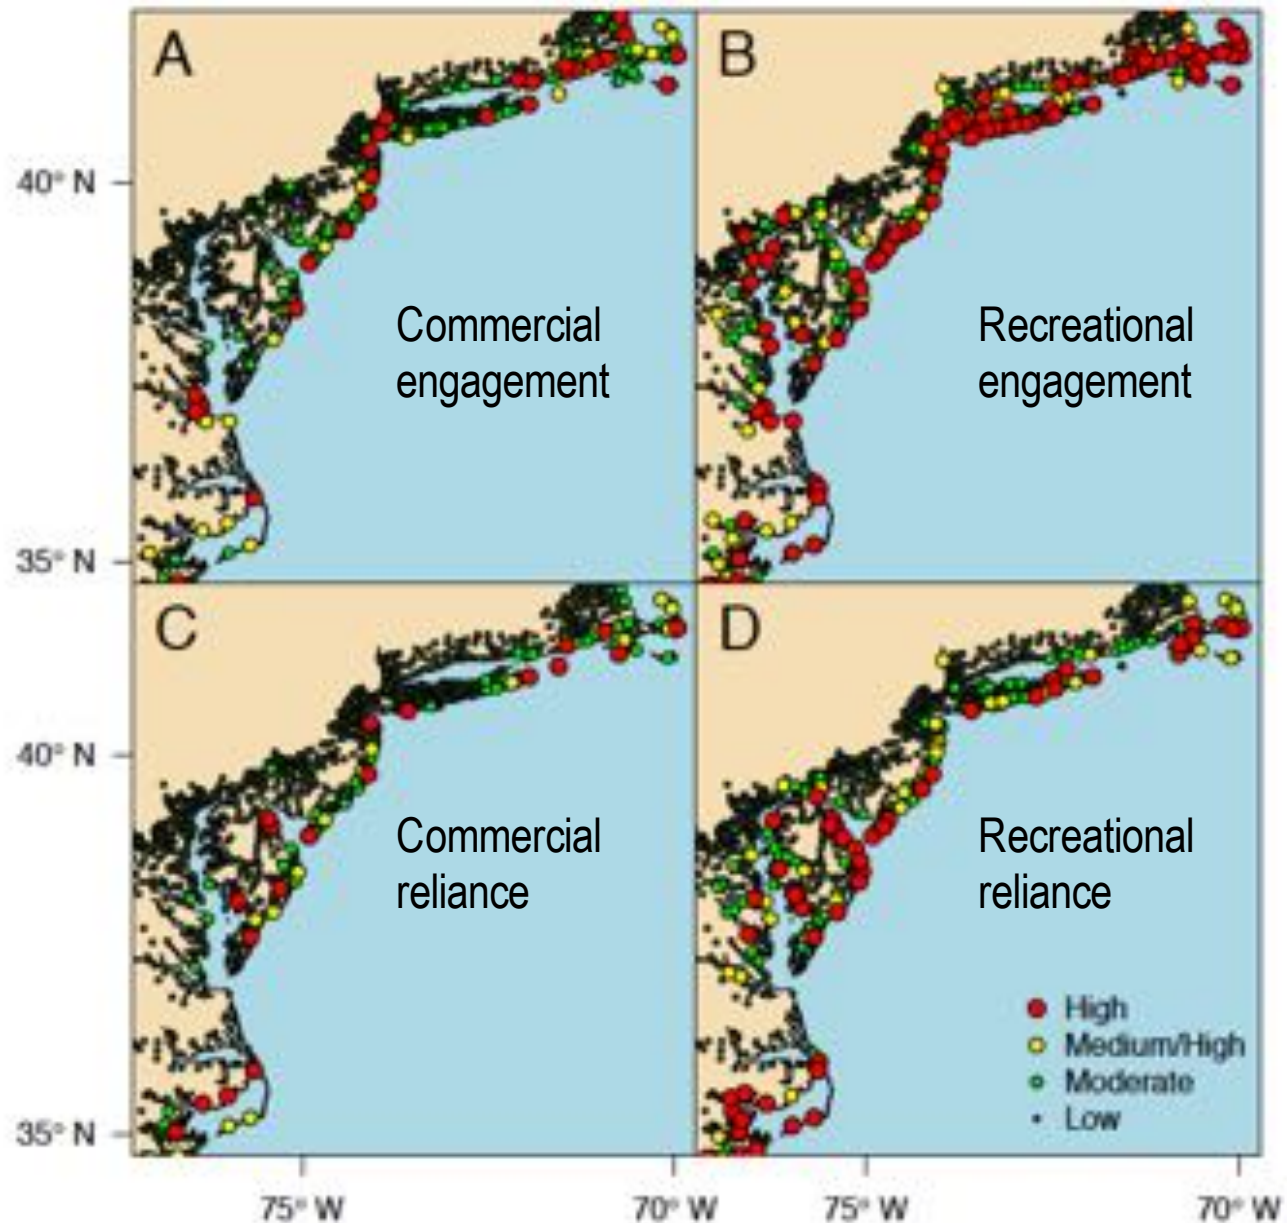 A
B
40° N
Commercial
engagement
Recreational
engagement
35° N
C
D
40° N
Commercial
reliance
Recreational
reliance
High
Medium/High
Moderate
Low
35° N
75° W
70° W
75° W
70° W